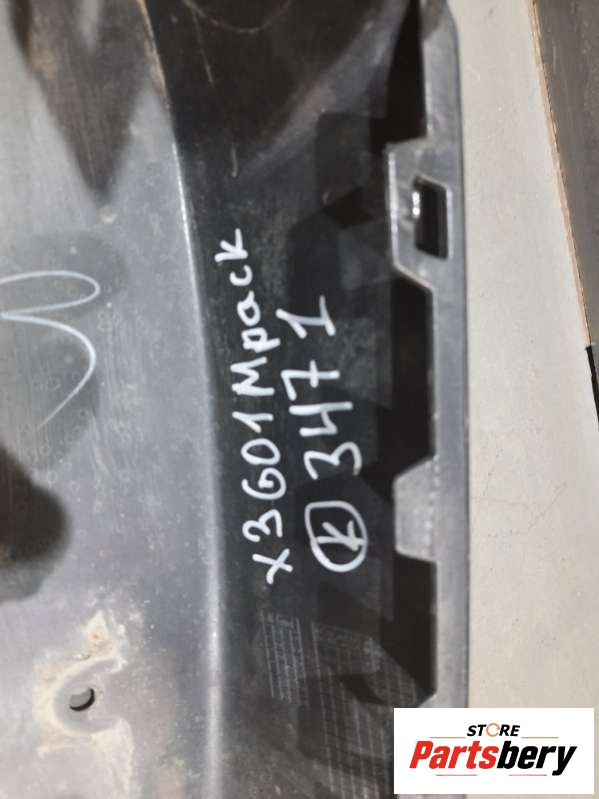 x3G01Mpack
(K) 3471
STORE
Partsbery